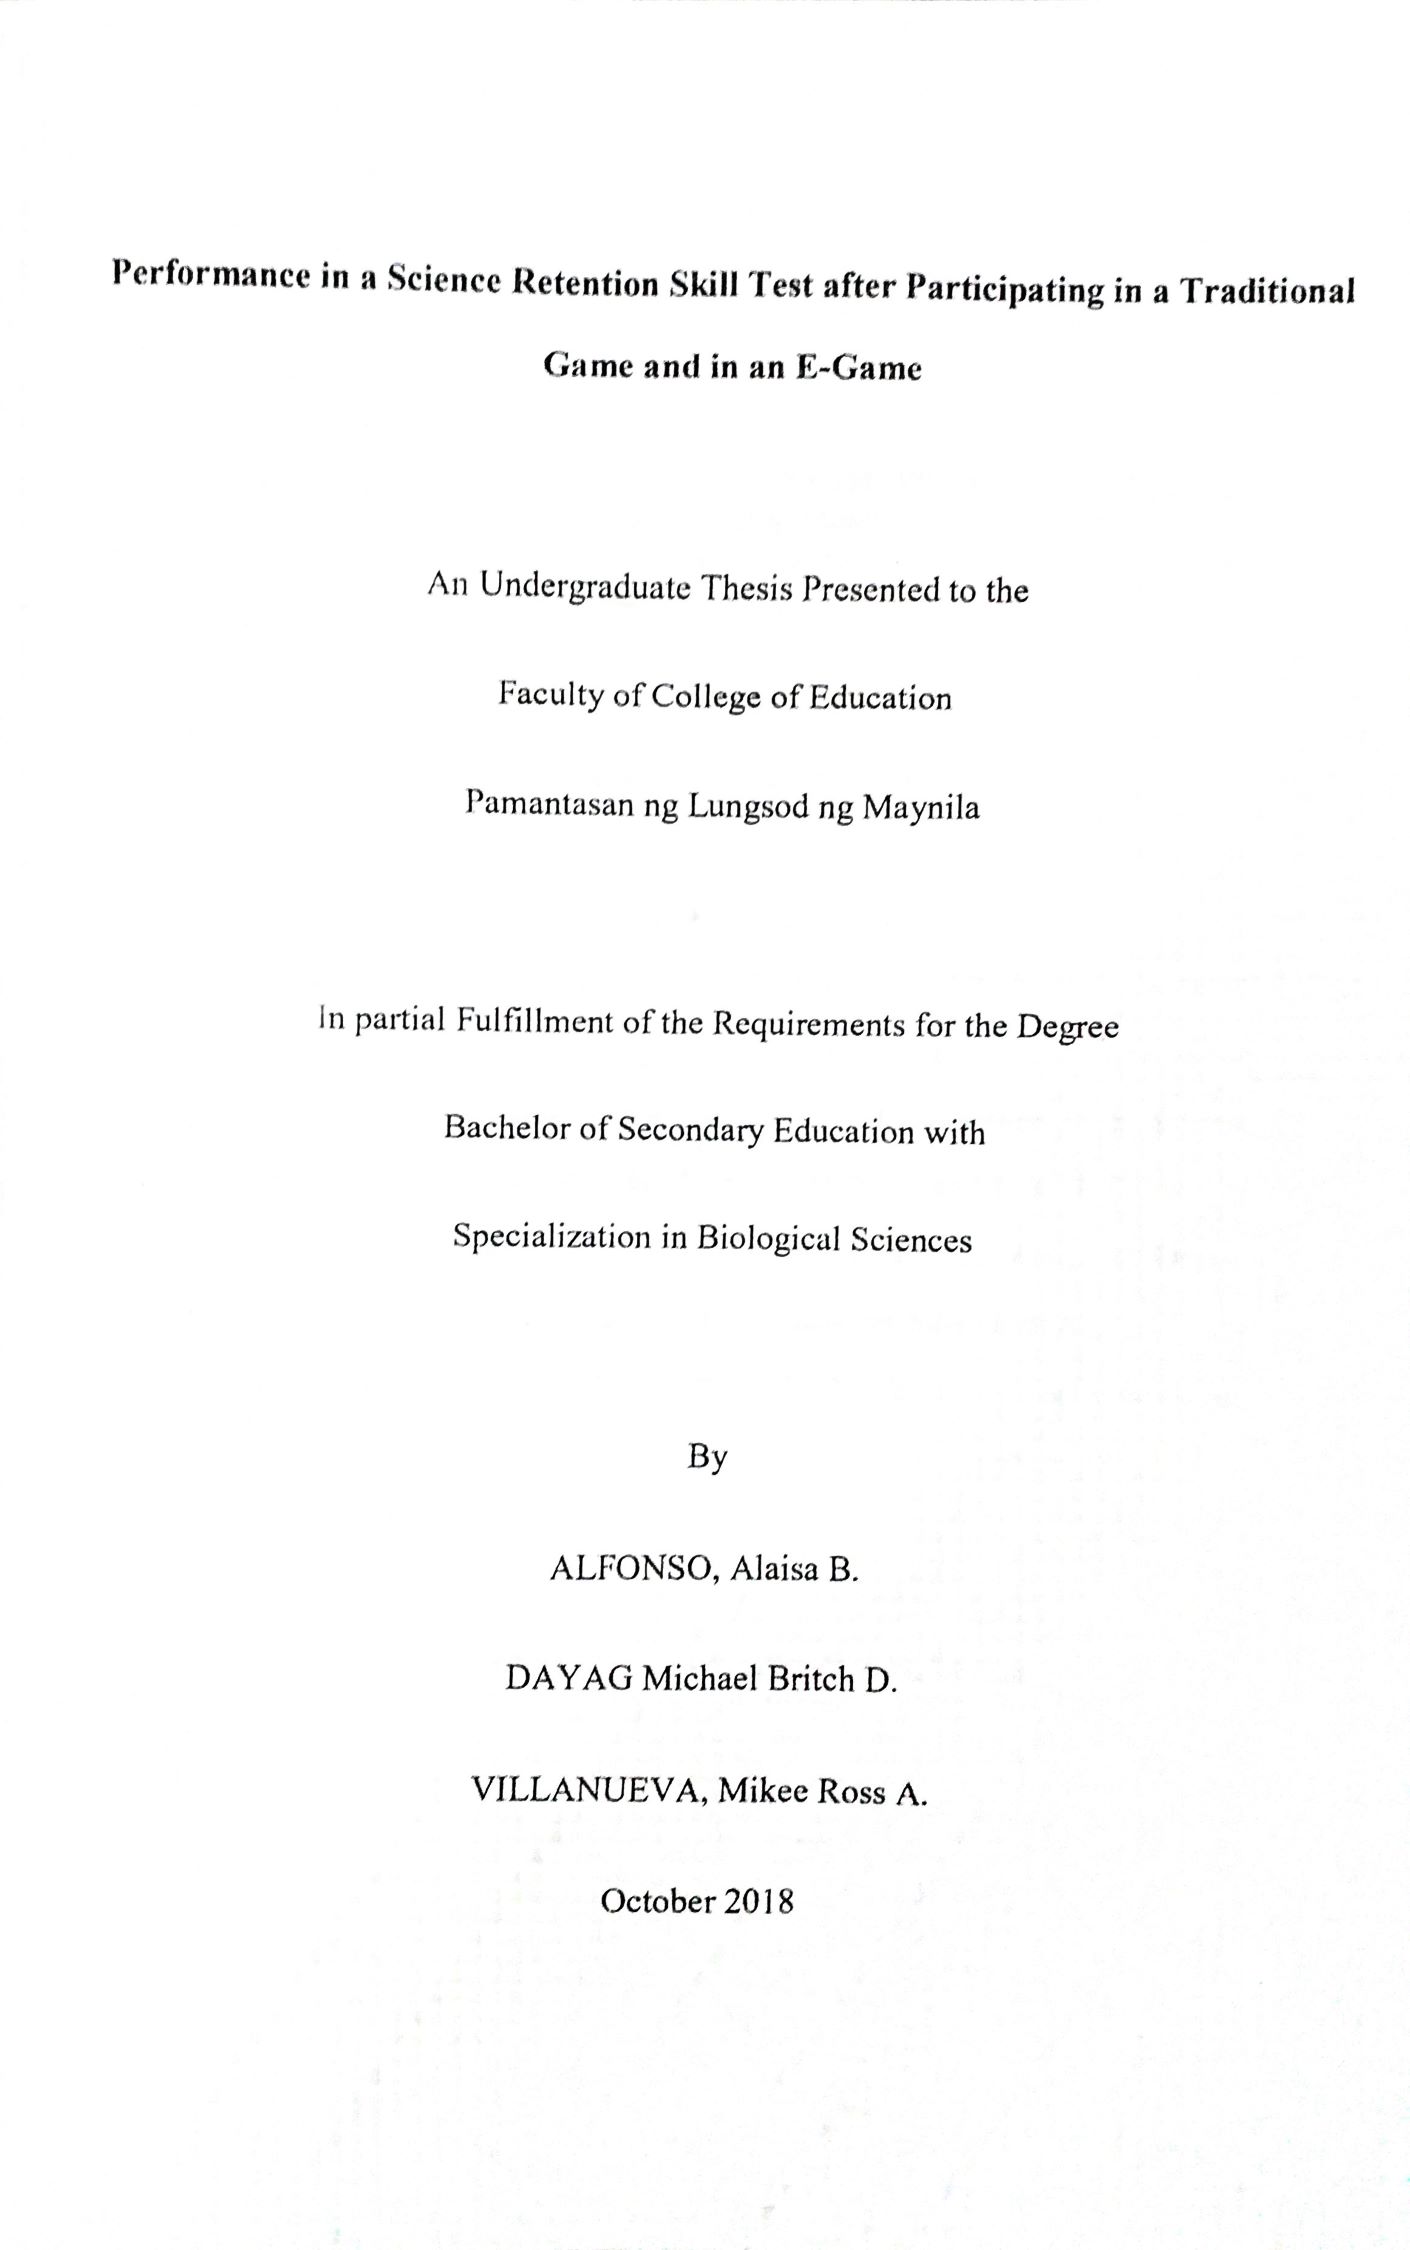 Performance in a Science Retention Skill Test after Participating in a Traditional
Game and in an E-Game
An Undergraduate Thesis Presented to the
Faculty of College of Education
Pamantasan ng Lungsod ng Maynila
In partial Fulfillment of the Requirements for the Degree
Bachelor of Secondary Education with
Specialization in Biological Sciences
By
ALFONSO, Alaisa B.
DAYAG Michael Britch D.
VILLANUEVA, Mikee Ross A.
October 2018